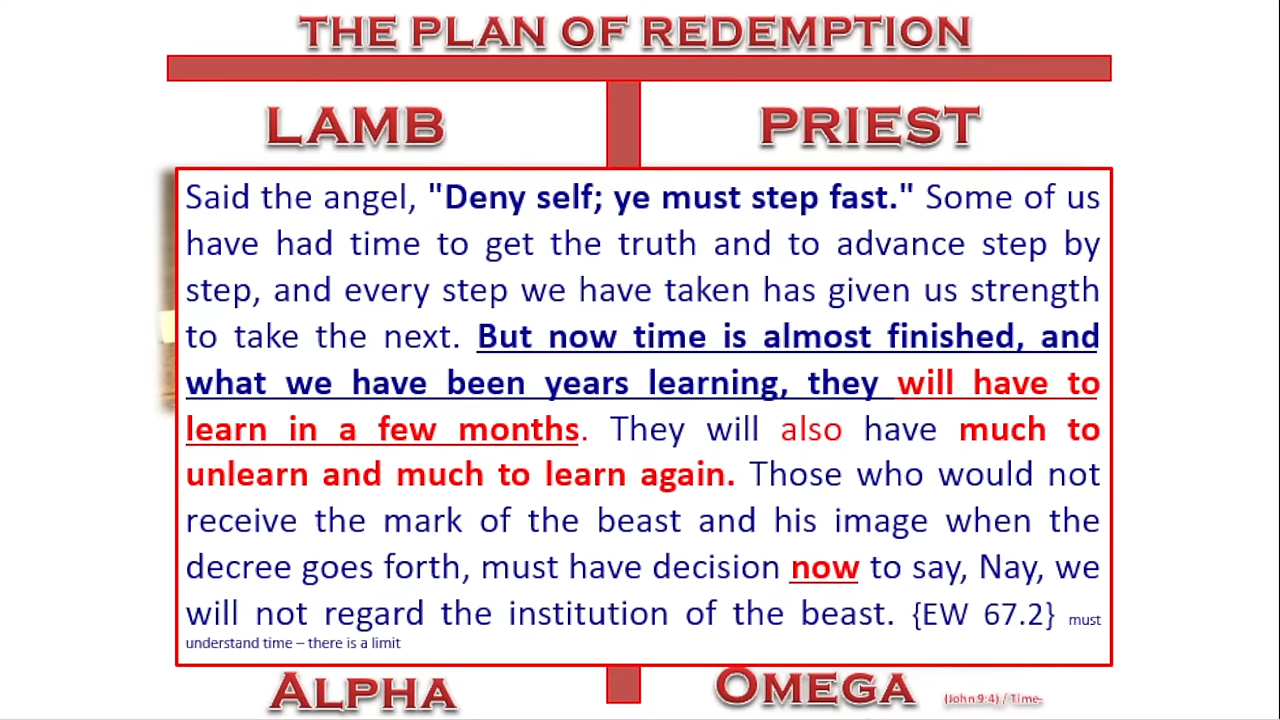 THE PLAN OF REDEMPTION
LAMB
PRIEST
Said the angel, "Deny self; ye must step fast." Some of us
have had time to get the truth and to advance step by
step, and every step we have taken has given us strength
to take the next. But now time is almost finished, and
what we have been years learning, they will have to
learn in a few months. They will also have much to
unlearn and much to learn again. Those who would not
receive the mark of the beast and his image when the
decree goes forth, must have decision now to say, Nay, we
will not regard the institution of the beast. {EW 67.2} must
understand time – there is a limit
ALPHA
OMEGA
(John 9:4) / Time-